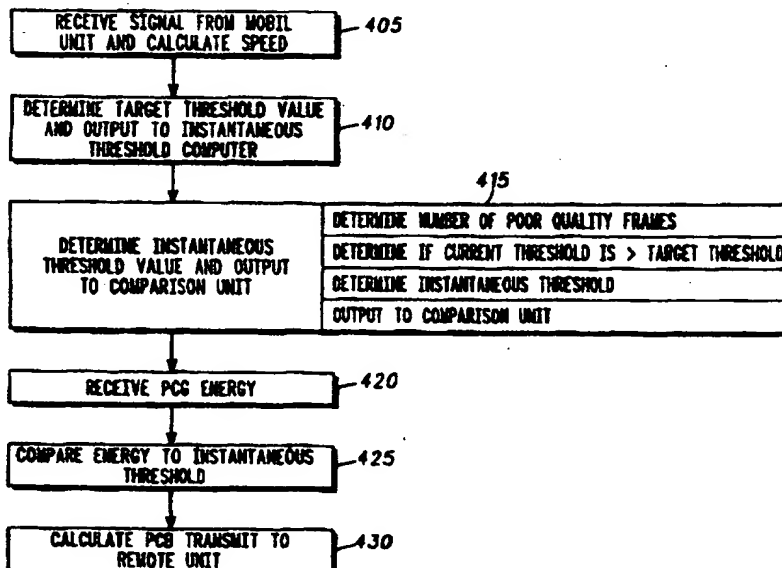 RECEIVE SIGNAL FROM MOBIL
UNIT AND CALCULATE SPEED
405
DETERMINE TARGET THRESHOLD VALUE
AND OUTPUT TO INSTANTANEOUS
THRESHOLD COMPUTER
410
415
DETERMINE INSTANTANEOUS
THRESHOLD VALUE AND OUTPUT
TO COMPARISON UNIT
DETERMINE NUMBER OF POOR QUALITY FRAMES
DETERMINE IF CURRENT THRESHOLD IS > TARGET THRESHOLD
DETERMINE INSTANTANEOUS THRESHOLD
OUTPUT TO COMPARISON UNIT
RECEIVE PCG ENERGY
420
COMPARE ENERGY TO INSTANTANEOUS
THRESHOLD
425
CALCULATE PCB TRANSMIT TO
REMOTE UNIT
430